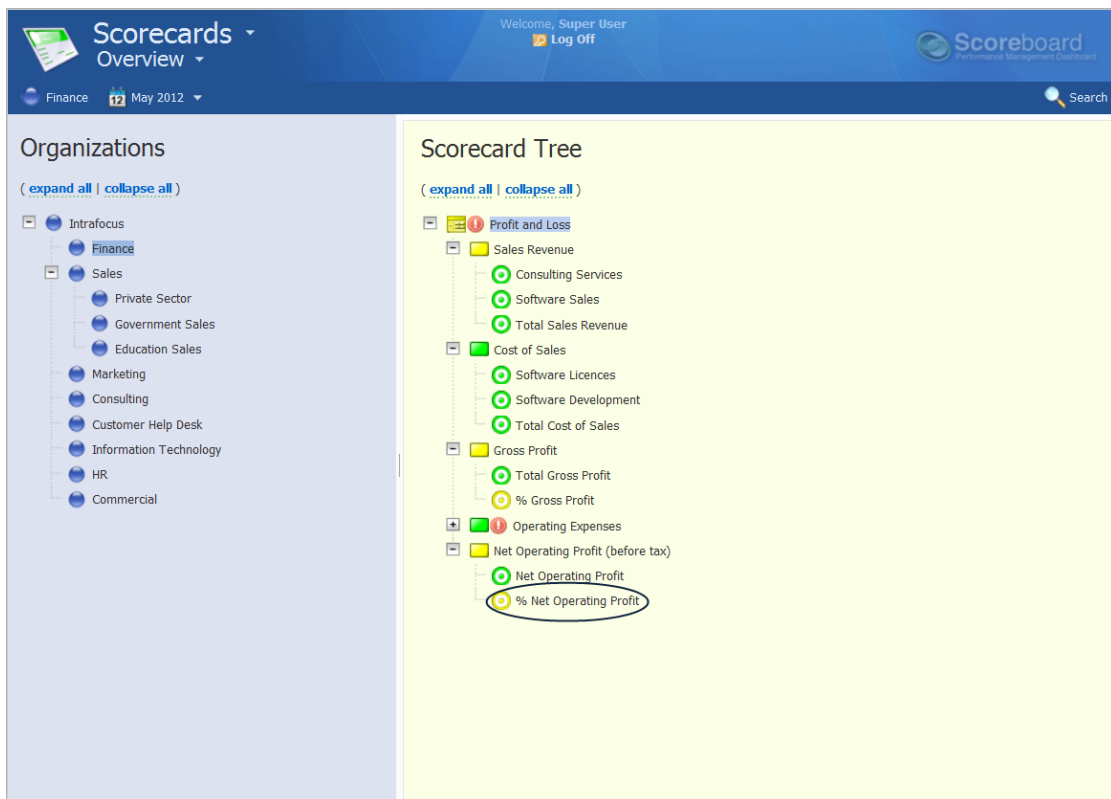 Scorecards
Overview
Welcome, Super User
Log Off
Scoreboard
Performance Management Dashboard
Finance
12
May 2012
Search
Organizations
( expand all | collapse all )
Intrafocus
Finance
Sales
Private Sector
Government Sales
Education Sales
Marketing
Consulting
Customer Help Desk
Information Technology
HR
Commercial
Scorecard Tree
( expand all | collapse all )
Profit and Loss
Sales Revenue
Consulting Services
Software Sales
Total Sales Revenue
Cost of Sales
Software Licences
Software Development
Total Cost of Sales
Gross Profit
Total Gross Profit
% Gross Profit
Operating Expenses
Net Operating Profit (before tax)
Net Operating Profit
% Net Operating Profit